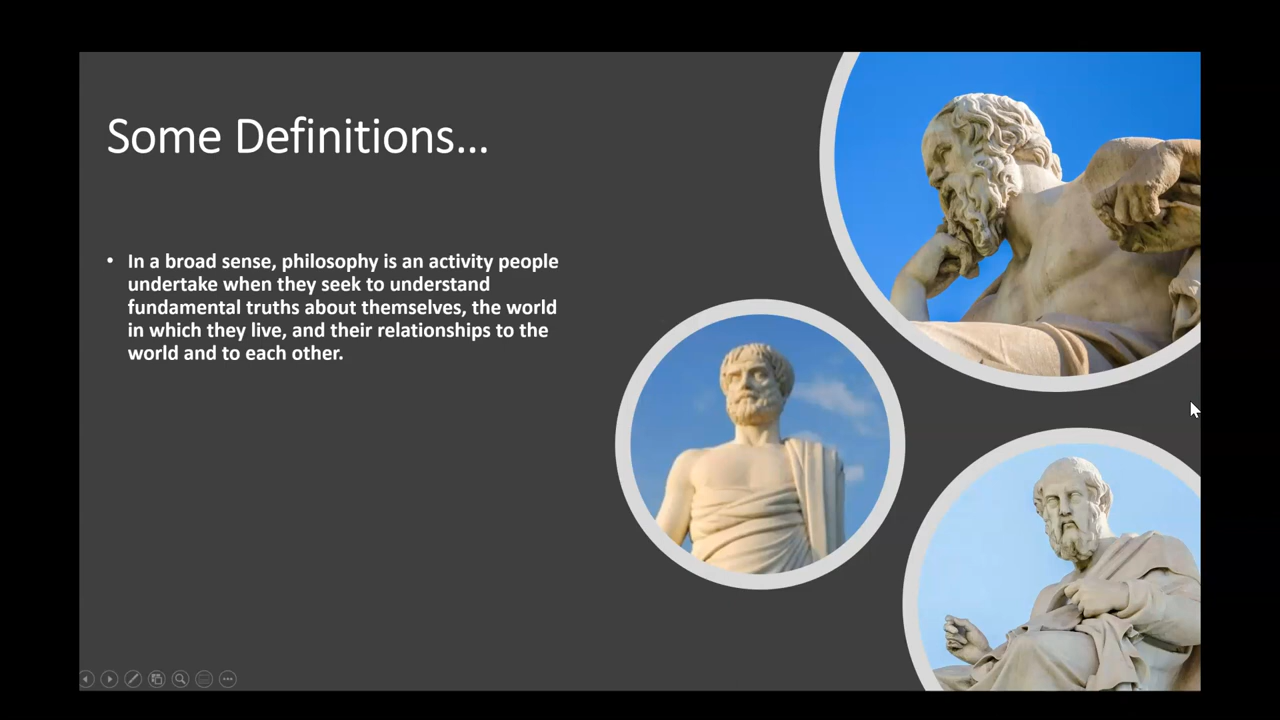 Some Definitions...
• In a broad sense, philosophy is an activity people
undertake when they seek to understand
fundamental truths about themselves, the world
in which they live, and their relationships to the
world and to each other.